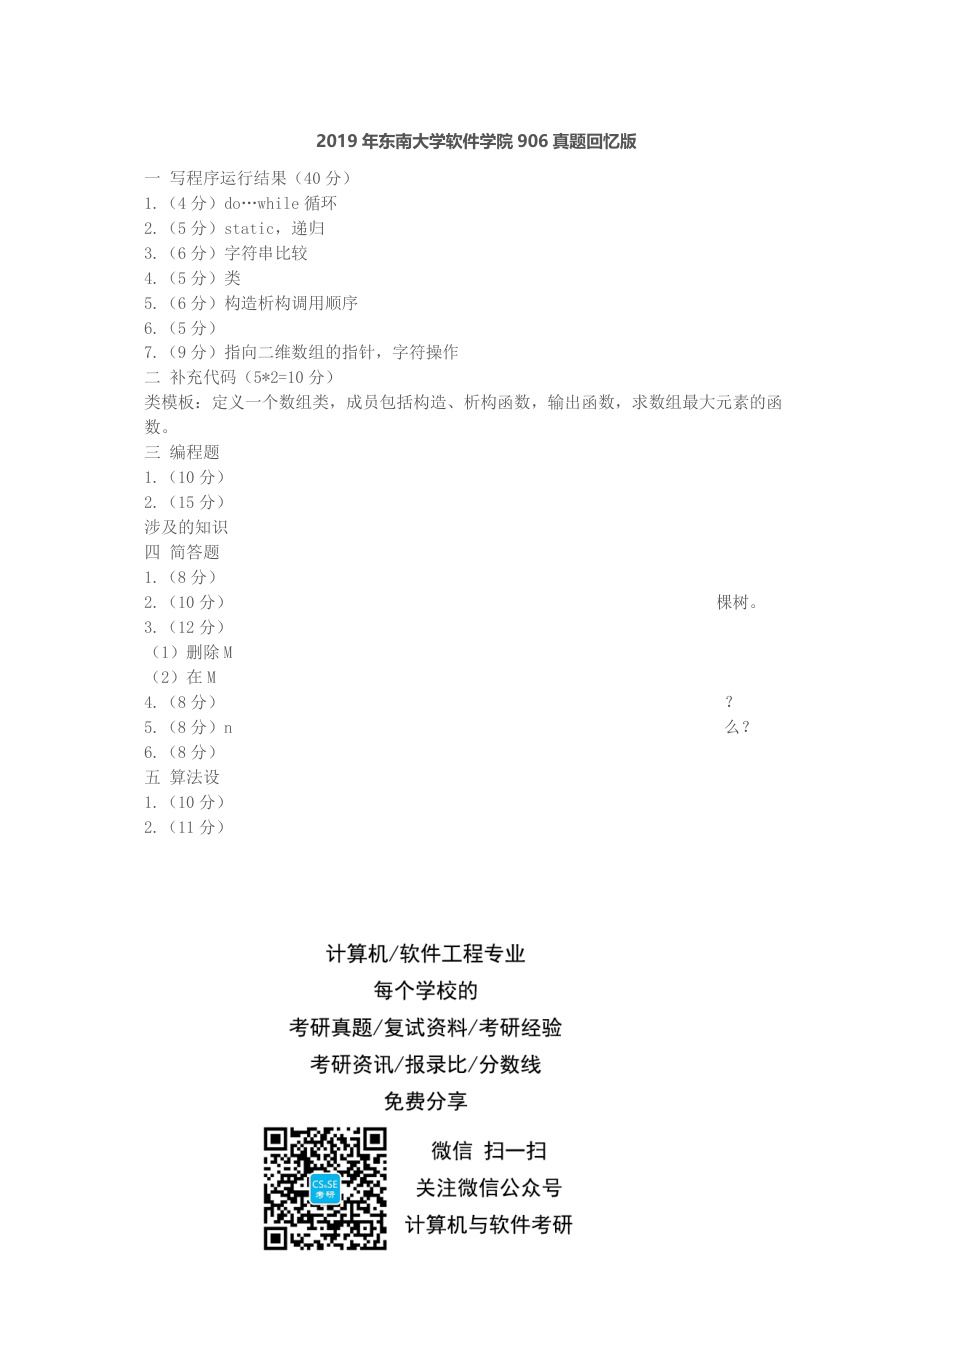 2019 年东南大学软件学院 906 真题回忆版
一 写程序运行结果（40 分）
1.（4 分）do…while 循环
2.（5 分）static，递归
3.（6 分）字符串比较
4.（5 分）类
5.（6 分）构造析构调用顺序
6.（5 分）
7.（9 分）指向二维数组的指针，字符操作
二 补充代码（5*2=10 分）
类模板：定义一个数组类，成员包括构造、析构函数，输出函数，求数组最大元素的函
数。
三 编程题
1.（10 分）
2.（15 分）
涉及的知识
四 简答题
1.（8 分）
2.（10 分） 棵树。
3.（12 分）
（1）删除 M
（2）在 M
4.（8 分） ？
5.（8 分）n 么？
6.（8 分）
五 算法设
1.（10 分）
2.（11 分）
计算机/软件工程专业
每个学校的
考研真题/复试资料/考研经验
考研资讯/报录比/分数线
免费分享
微信 扫一扫
关注微信公众号
计算机与软件考研
CS&SE
考研